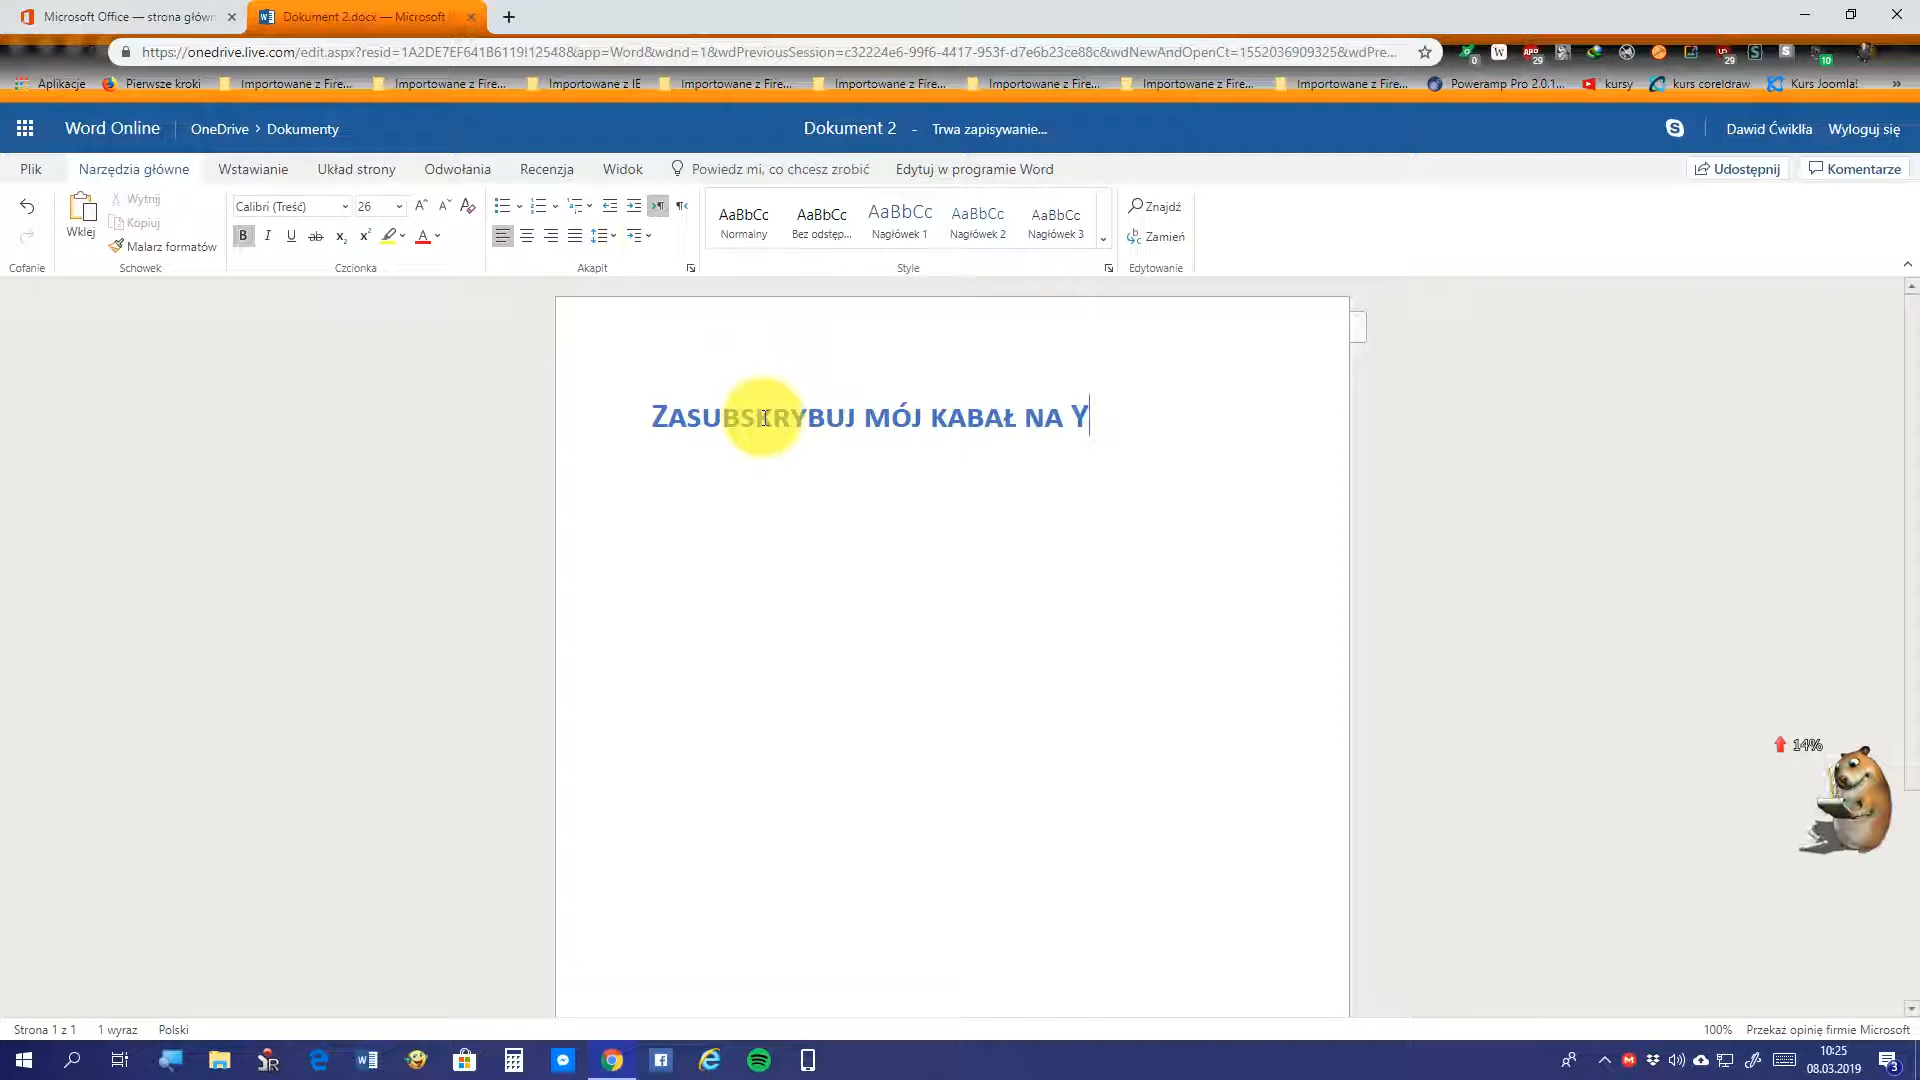 Microsoft Office — strona główn
Dokument 2.docx — Microsoft
https://onedrive.live.com/edit.aspx?resid=1A2DE7EF641B6119!12548&app=Word&wdnd=1&wdPreviousSession=c32224e6-99f6-4417-953f-d7e6b23ce88c&wdNewAndOpenCt=1552036909325&wdPre...
0
29
29
10
Aplikacje
Pierwsze kroki
Importowane z Fire...
Importowane z Fire...
Importowane z IE
Importowane z Fire...
Importowane z Fire...
Importowane z Fire...
Importowane z Fire...
Importowane z Fire...
Poweramp Pro 2.0.1...
kursy
kurs coreldraw
Kurs Joomla!
»
Word Online
OneDrive > Dokumenty
Dokument 2 - Trwa zapisywanie...
Dawid Ćwikłła
Wyloguj się
Plik
Narzędzia główne
Wstawianie
Układ strony
Odwołania
Recenzja
Widok
Powiedz mi, co chcesz zrobić
Edytuj w programie Word
Udostępnij
Komentarze
Wklej
Wytnij
Kopiuj
Malarz formatów
Calibri (Treść)
26
AaBbCc
AaBbCc
AaBbCc
AaBbCc
AaBbCc
Normalny
Bez odstęp...
Nagłówek 1
Nagłówek 2
Nagłówek 3
Znajdź
Zamień
Cofanie
Schowek
Czcionka
Akapit
Style
Edytowanie
Zasubskrybuj mój kabał na Y
14%
Strona 1 z 1
1 wyraz
Polski
100%
Przekaż opinię firmie Microsoft
10:25
08.03.2019
3